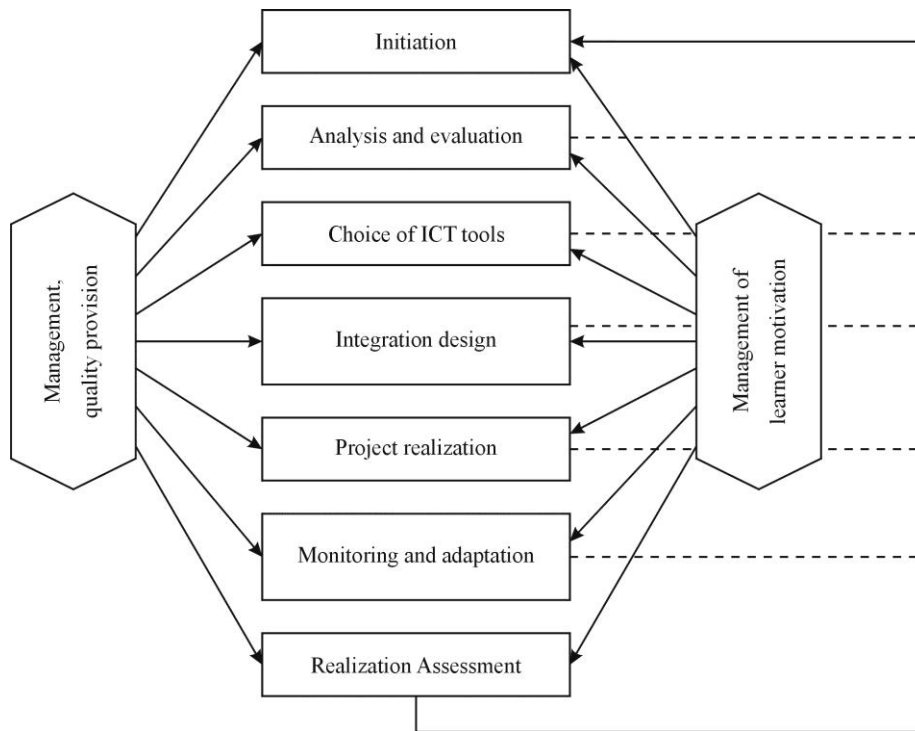 Initiation
Analysis and evaluation
Choice of ICT tools
Integration design
Project realization
Monitoring and adaptation
Realization Assessment
Management,
quality provision
Management of
learner motivation